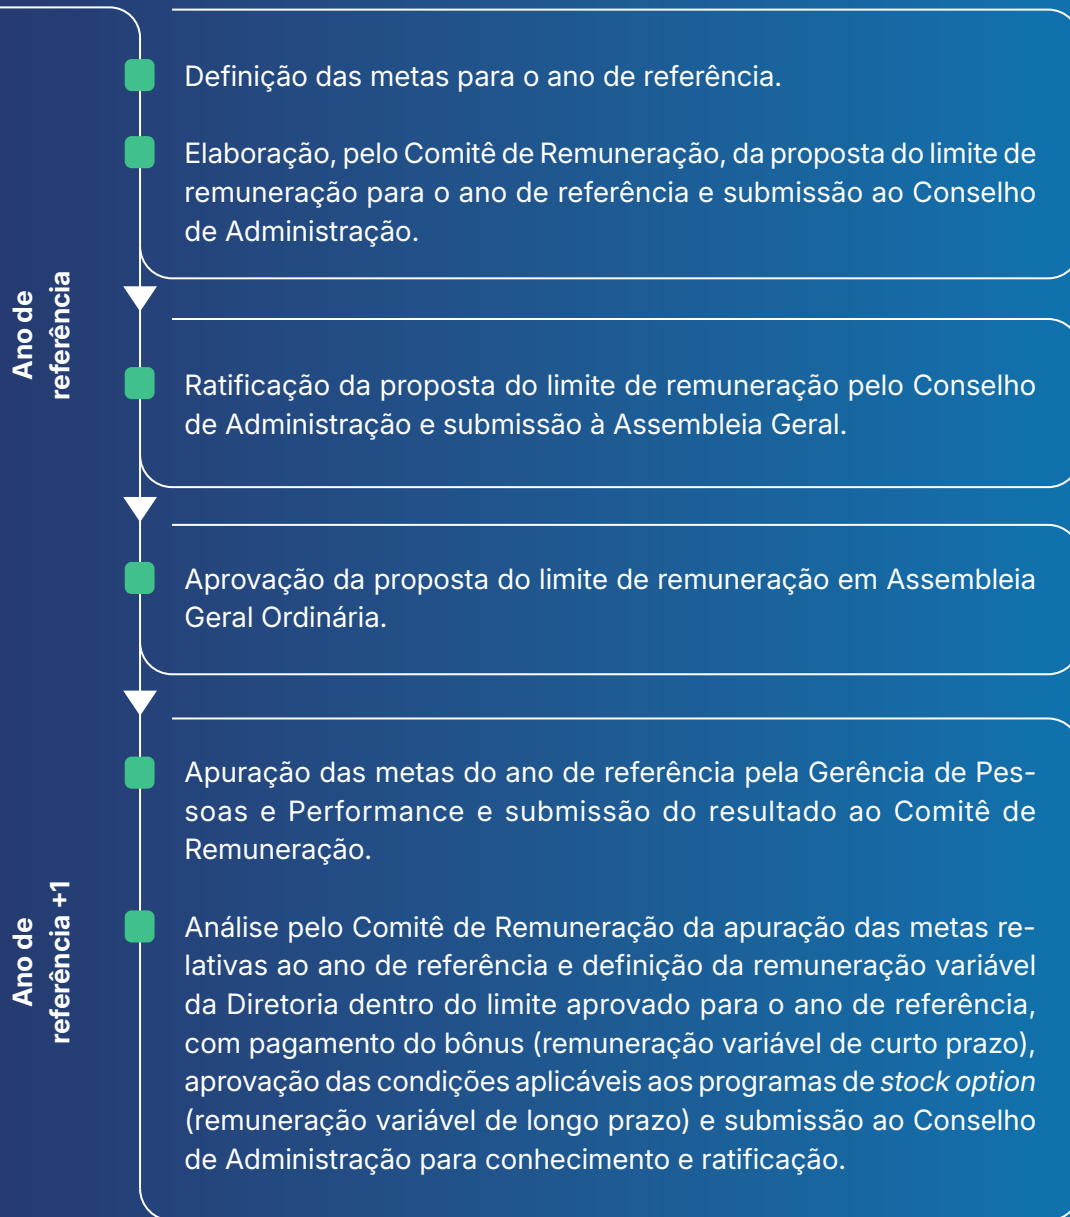 Ano de
referência
Definição das metas para o ano de referência.
Elaboração, pelo Comitê de Remuneração, da proposta do limite de
remuneração para o ano de referência e submissão ao Conselho
de Administração.
Ratificação da proposta do limite de remuneração pelo Conselho
de Administração e submissão à Assembleia Geral.
Aprovação da proposta do limite de remuneração em Assembleia
Geral Ordinária.
Ano de
referência +1
Apuração das metas do ano de referência pela Gerência de Pes-
soas e Performance e submissão do resultado ao Comitê de
Remuneração.
Análise pelo Comitê de Remuneração da apuração das metas re-
lativas ao ano de referência e definição da remuneração variável
da Diretoria dentro do limite aprovado para o ano de referência,
com pagamento do bônus (remuneração variável de curto prazo),
aprovação das condições aplicáveis aos programas de stock option
(remuneração variável de longo prazo) e submissão ao Conselho
de Administração para conhecimento e ratificação.